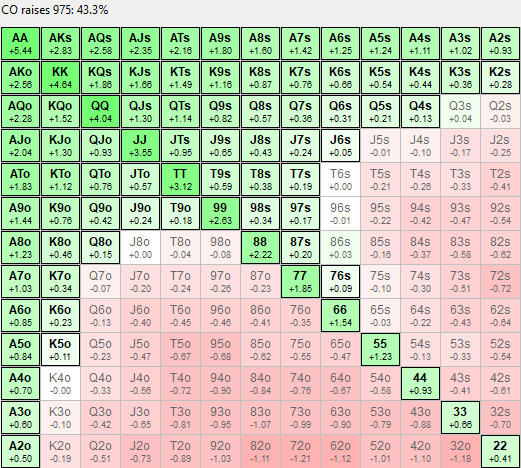 CO raises 975: 43.3%
AA AKs AQs AJs ATs A9s A8s A7s A6s A5s A4s A3s A2s
+5.44 +2.83 +2.58 +2.35 +2.16 +1.80 +1.60 +1.42 +1.25 +1.24 +1.11 +1.02 +0.93
AKo KK KQs KJs KTs K9s K8s K7s K6s K5s K4s K3s K2s
+2.56 +4.64 +1.86 +1.66 +1.49 +1.16 +0.87 +0.76 +0.66 +0.54 +0.44 +0.36 +0.28
AQo KQo QQ QJs QTs Q9s Q8s Q7s Q6s Q5s Q4s Q3s Q2s
+2.28 +1.52 +4.04 +1.30 +1.14 +0.82 +0.57 +0.36 +0.31 +0.21 +0.13 +0.04 -0.03
AJo KJo QJo JJ JTs J9s J8s J7s J6s J5s J4s J3s J2s
+2.04 +1.30 +0.93 +3.55 +0.95 +0.65 +0.43 +0.24 +0.05 -0.01 -0.10 -0.17 -0.25
ATo KTo QTo JTo TT T9s T8s T7s T6s T5s T4s T3s T2s
+1.83 +1.12 +0.76 +0.57 +3.12 +0.59 +0.38 +0.19 +0.00 -0.21 -0.26 -0.33 -0.41
A9o K9o Q9o J9o T9o 99 98s 97s 96s 95s 94s 93s 92s
+1.44 +0.76 +0.42 +0.24 +0.18 +2.63 +0.34 +0.17 -0.01 -0.22 -0.42 -0.47 -0.54
A8o K8o Q8o J8o T8o 98o 88 87s 86s 85s 84s 83s 82s
+1.23 +0.46 +0.15 +0.00 -0.04 -0.08 +2.22 +0.20 +0.03 -0.16 -0.37 -0.58 -0.62
A7o K7o Q7o J7o T7o 97o 87o 77 76s 75s 74s 73s 72s
+1.03 +0.34 -0.07 -0.20 -0.24 -0.26 -0.23 +1.85 +0.09 -0.10 -0.30 -0.51 -0.72
A6o K6o Q6o J6o T6o 96o 86o 76o 66 65s 64s 63s 62s
+0.85 +0.23 -0.13 -0.40 -0.45 -0.46 -0.41 -0.35 +1.54 -0.03 -0.22 -0.43 -0.64
A5o K5o Q5o J5o T5o 95o 85o 75o 65o 55 54s 53s 52s
+0.84 +0.11 -0.23 -0.47 -0.67 -0.68 -0.62 -0.55 -0.47 +1.23 -0.13 -0.33 -0.54
A4o K4o Q4o J4o T4o 94o 84o 74o 64o 54o 44 43s 42s
+0.70 -0.00 -0.33 -0.56 -0.72 -0.90 -0.84 -0.76 -0.67 -0.58 +0.93 -0.41 -0.61
A3o K3o Q3o J3o T3o 93o 83o 73o 63o 53o 43o 33 32s
+0.60 -0.10 -0.42 -0.65 -0.81 -0.95 -1.07 -0.99 -0.90 -0.79 -0.88 +0.66 -0.70
A2o K2o Q2o J2o T2o 92o 82o 72o 62o 52o 42o 32o 22
+0.50 -0.19 -0.51 -0.73 -0.89 -1.03 -1.11 -1.21 -1.12 -1.01 -1.10 -1.18 +0.41